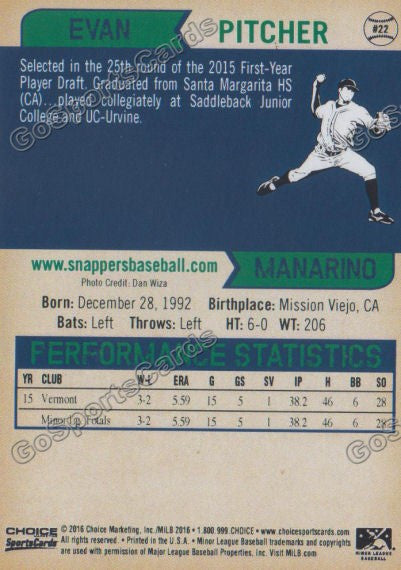 EVAN PITCHER #22
Selected in the 25th round of the 2015 First-Year
Player Draft. Graduated from Santa Margarita HS
(CA)...played collegiately at Saddleback Junior
College and UC-Urvine.
www.snappersbaseball.com
MANARINO
Photo Credit: Dan Wiza
Born: December 28, 1992 Birthplace: Mission Viejo, CA
Bats: Left Throws: Left HT: 6-0 WT: 206
PERFORMANCE STATISTICS
YR CLUB W-L ERA G GS SV IP H BB SO
15 Vermont 3-2 5.59 15 5 1 38.2 46 6 28
Minor Lg Totals 3-2 5.59 15 5 1 38.2 46 6 28
CHOICE
SportsCards
© 2016 Choice Marketing, Inc./MiLB 2016 • 1.800.999.CHOICE • www.choicesportscards.com
All rights reserved. • Printed in the U.S.A. • Minor League Baseball trademarks and copyrights
are used with permission of Major League Baseball Properties, Inc. Visit MiLB.com
MINOR LEAGUE
BASEBALL
GoSportsCards
GoSportsCards
GoSportsCards
GoSportsCards